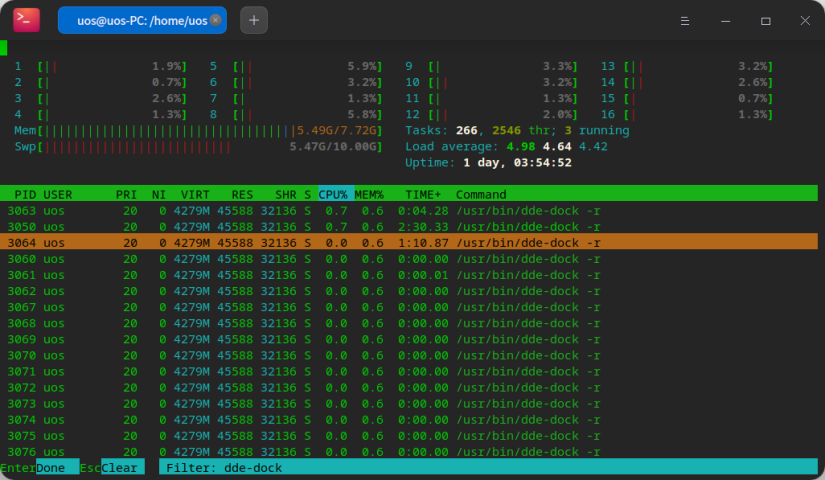 uos@uos-PC: /home/uos
1 [|| 1.9%] 5 [|| 5.9%] 9 [| 3.3%] 13 [|| 3.2%]
2 [| 0.7%] 6 [|| 3.2%] 10 [|| 3.2%] 14 [|| 2.6%]
3 [| 2.6%] 7 [| 1.3%] 11 [| 1.3%] 15 [| 0.7%]
4 [| 1.3%] 8 [|| 5.8%] 12 [|| 2.0%] 16 [| 1.3%]
Mem[|||||||||||||||||||||||||||||||||||5.49G/7.72G] Tasks: 266, 2546 thr; 3 running
Swp[|||||||||||||||||||||||||| 5.47G/10.00G] Load average: 4.98 4.64 4.42
Uptime: 1 day, 03:54:52
PID USER PRI NI VIRT RES SHR S CPU% MEM% TIME+ Command
3063 uos 20 0 4279M 45588 32136 S 0.7 0.6 0:04.28 /usr/bin/dde-dock -r
3050 uos 20 0 4279M 45588 32136 S 0.7 0.6 2:30.33 /usr/bin/dde-dock -r
3064 uos 20 0 4279M 45588 32136 S 0.0 0.6 1:10.87 /usr/bin/dde-dock -r
3060 uos 20 0 4279M 45588 32136 S 0.0 0.6 0:00.00 /usr/bin/dde-dock -r
3061 uos 20 0 4279M 45588 32136 S 0.0 0.6 0:00.01 /usr/bin/dde-dock -r
3062 uos 20 0 4279M 45588 32136 S 0.0 0.6 0:00.00 /usr/bin/dde-dock -r
3067 uos 20 0 4279M 45588 32136 S 0.0 0.6 0:00.00 /usr/bin/dde-dock -r
3068 uos 20 0 4279M 45588 32136 S 0.0 0.6 0:00.00 /usr/bin/dde-dock -r
3069 uos 20 0 4279M 45588 32136 S 0.0 0.6 0:00.00 /usr/bin/dde-dock -r
3070 uos 20 0 4279M 45588 32136 S 0.0 0.6 0:00.00 /usr/bin/dde-dock -r
3071 uos 20 0 4279M 45588 32136 S 0.0 0.6 0:00.00 /usr/bin/dde-dock -r
3072 uos 20 0 4279M 45588 32136 S 0.0 0.6 0:00.00 /usr/bin/dde-dock -r
3073 uos 20 0 4279M 45588 32136 S 0.0 0.6 0:00.00 /usr/bin/dde-dock -r
3074 uos 20 0 4279M 45588 32136 S 0.0 0.6 0:00.00 /usr/bin/dde-dock -r
3075 uos 20 0 4279M 45588 32136 S 0.0 0.6 0:00.00 /usr/bin/dde-dock -r
3076 uos 20 0 4279M 45588 32136 S 0.0 0.6 0:00.00 /usr/bin/dde-dock -r
EnterDone EscClear Filter: dde-dock